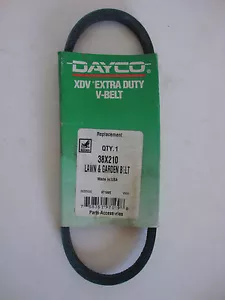 DAYCO
XDV EXTRA DUTY
V-BELT
Replacement
QTY. 1
38X210
LAWN & GARDEN BELT
Made in USA
Parts-Accessories